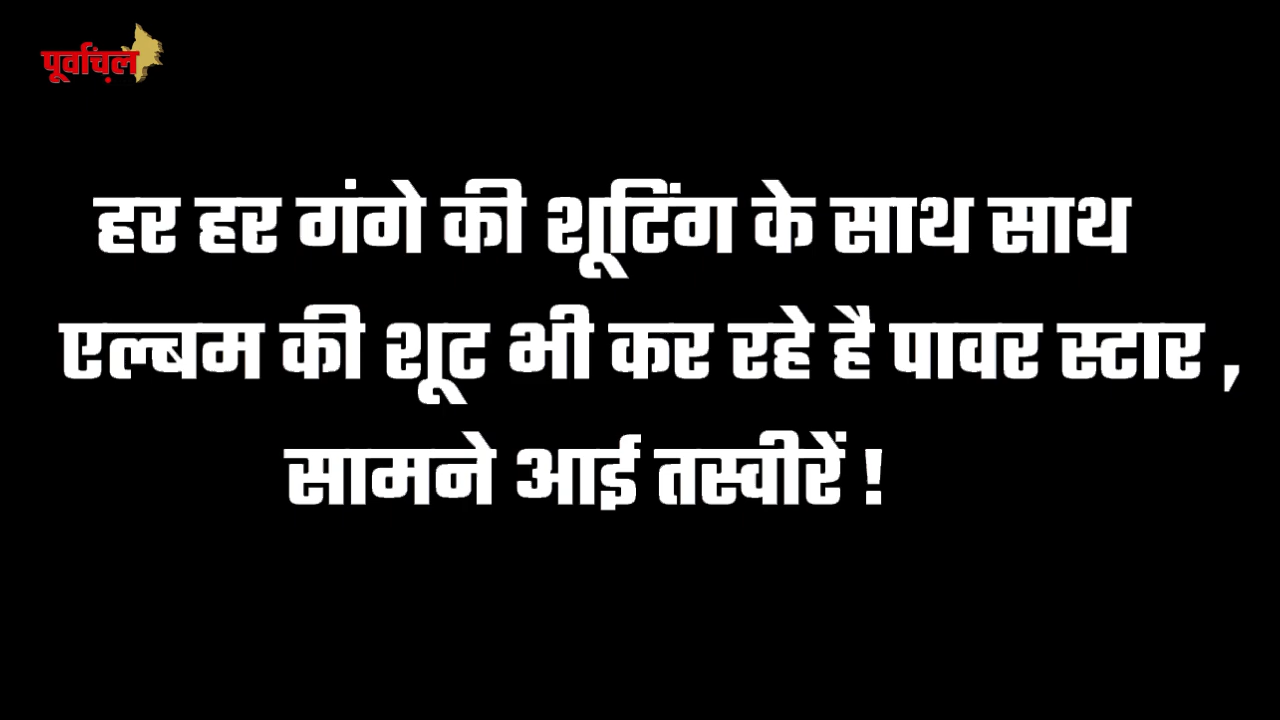 पूर्वांचल
हर हर गंगे की शूटिंग के साथ साथ
एल्बम की शूट भी कर रहे है पावर स्टार ,
सामने आई तस्वीरें !